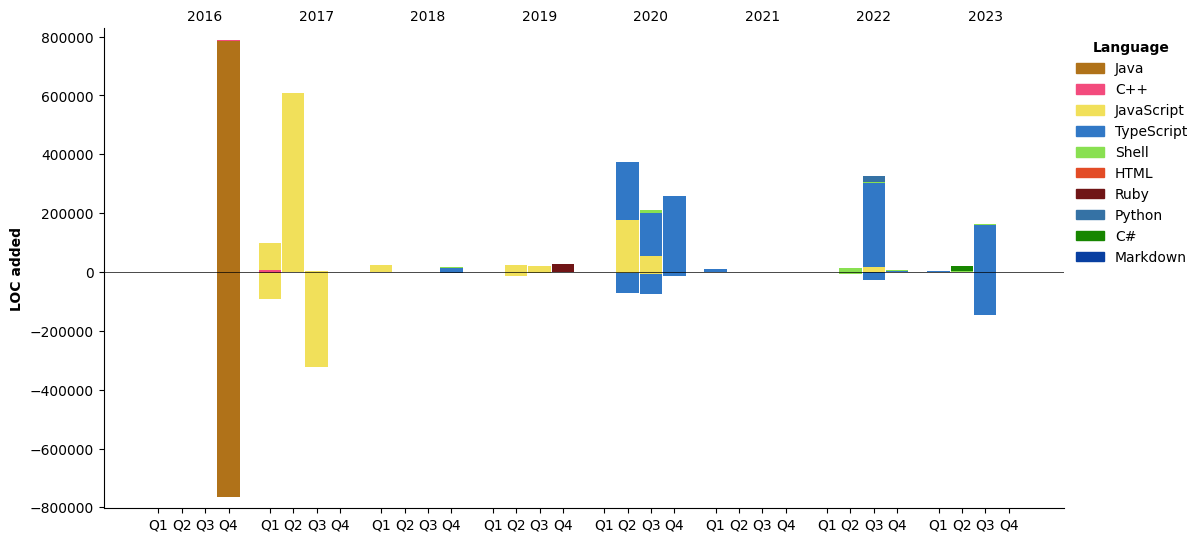 2016 2017 2018 2019 2020 2021 2022 2023
800000
600000
400000
200000
0
−200000
−400000
−600000
−800000
LOC added
Q1 Q2 Q3 Q4 Q1 Q2 Q3 Q4 Q1 Q2 Q3 Q4 Q1 Q2 Q3 Q4 Q1 Q2 Q3 Q4 Q1 Q2 Q3 Q4 Q1 Q2 Q3 Q4 Q1 Q2 Q3 Q4
Language
Java
C++
JavaScript
TypeScript
Shell
HTML
Ruby
Python
C#
Markdown